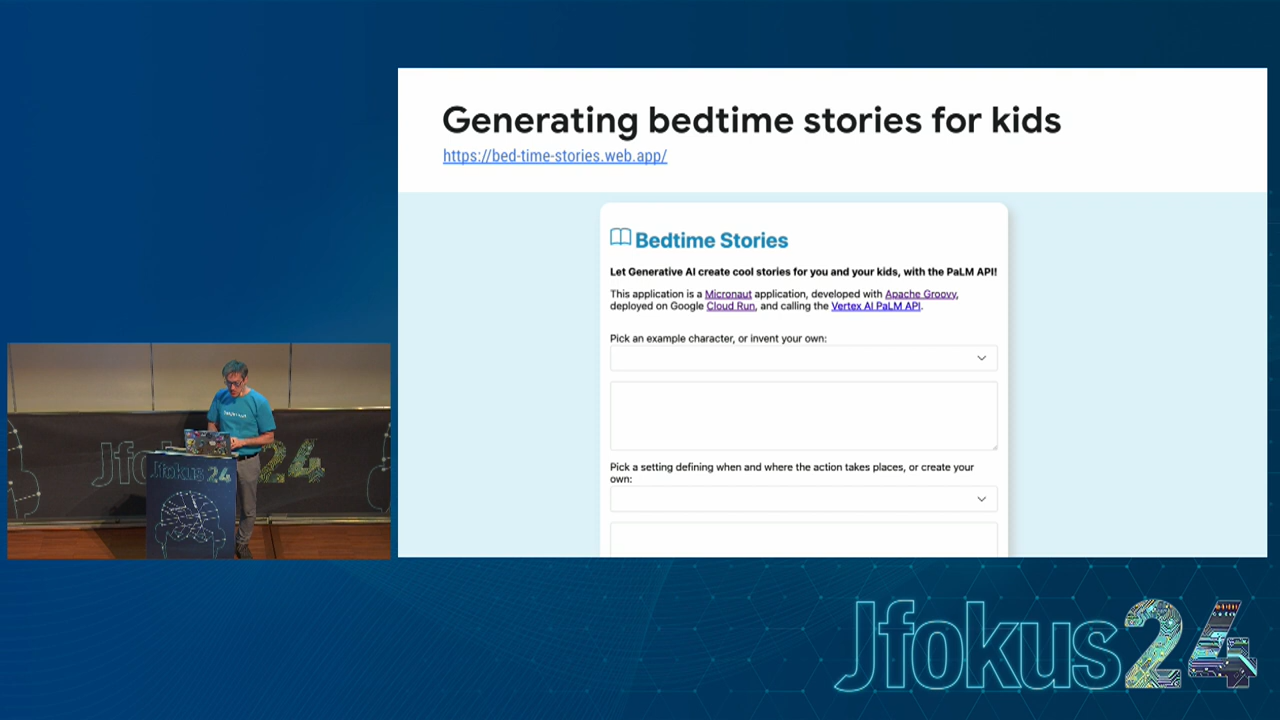 Generating bedtime stories for kids
https://bed-time-stories.web.app/
Bedtime Stories
Let Generative AI create cool stories for you and your kids, with the PaLM API!
This application is a Micronaut application, developed with Apache Groovy,
deployed on Google Cloud Run, and calling the Vertex AI PaLM API.
Pick an example character, or invent your own:
Pick a setting defining when and where the action takes places, or create your
own:
Jfokus 24
Jfokus24